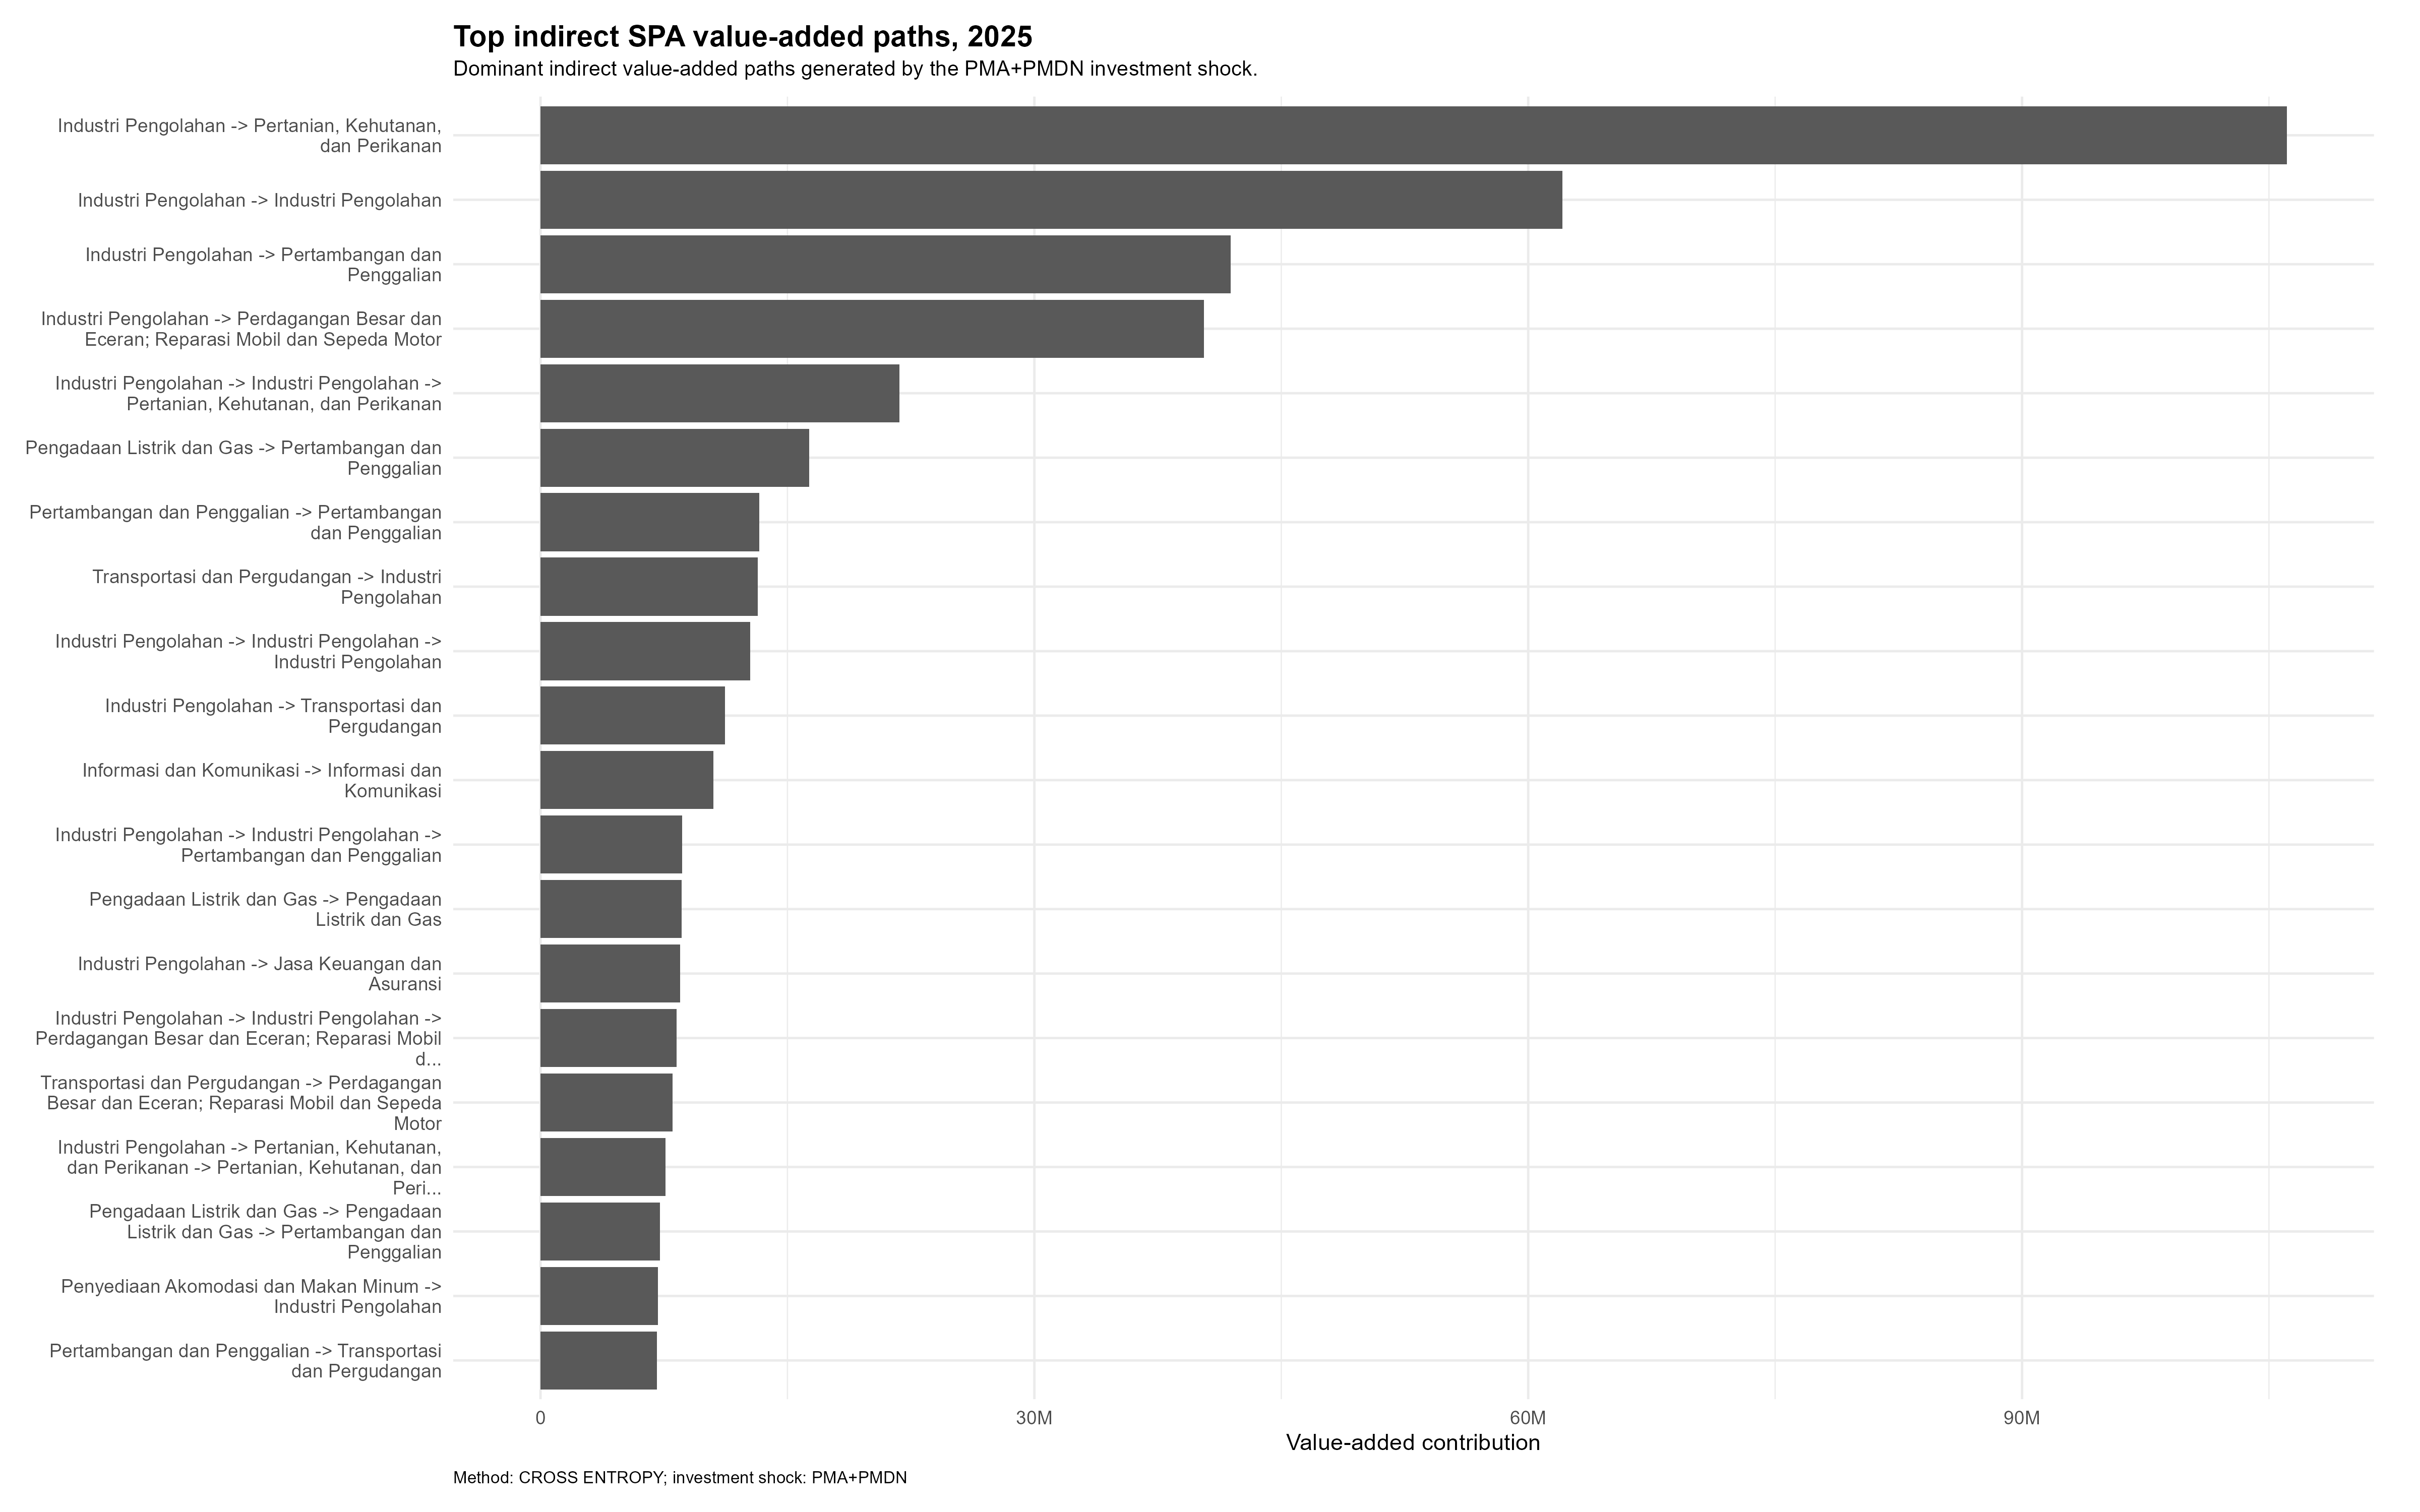 Top indirect SPA value-added paths, 2025
Dominant indirect value-added paths generated by the PMA+PMDN investment shock.
Industri Pengolahan -> Pertanian, Kehutanan,
dan Perikanan
Industri Pengolahan -> Industri Pengolahan
Industri Pengolahan -> Pertambangan dan
Penggalian
Industri Pengolahan -> Perdagangan Besar dan
Eceran; Reparasi Mobil dan Sepeda Motor
Industri Pengolahan -> Industri Pengolahan ->
Pertanian, Kehutanan, dan Perikanan
Pengadaan Listrik dan Gas -> Pertambangan dan
Penggalian
Pertambangan dan Penggalian -> Pertambangan
dan Penggalian
Transportasi dan Pergudangan -> Industri
Pengolahan
Industri Pengolahan -> Industri Pengolahan ->
Industri Pengolahan
Industri Pengolahan -> Transportasi dan
Pergudangan
Informasi dan Komunikasi -> Informasi dan
Komunikasi
Industri Pengolahan -> Industri Pengolahan ->
Pertambangan dan Penggalian
Pengadaan Listrik dan Gas -> Pengadaan
Listrik dan Gas
Industri Pengolahan -> Jasa Keuangan dan
Asuransi
Industri Pengolahan -> Industri Pengolahan ->
Perdagangan Besar dan Eceran; Reparasi Mobil
d...
Transportasi dan Pergudangan -> Perdagangan
Besar dan Eceran; Reparasi Mobil dan Sepeda
Motor
Industri Pengolahan -> Pertanian, Kehutanan,
dan Perikanan -> Pertanian, Kehutanan, dan
Peri...
Pengadaan Listrik dan Gas -> Pengadaan
Listrik dan Gas -> Pertambangan dan
Penggalian
Penyediaan Akomodasi dan Makan Minum ->
Industri Pengolahan
Pertambangan dan Penggalian -> Transportasi
dan Pergudangan
0 30M 60M 90M
Value-added contribution
Method: CROSS ENTROPY; investment shock: PMA+PMDN